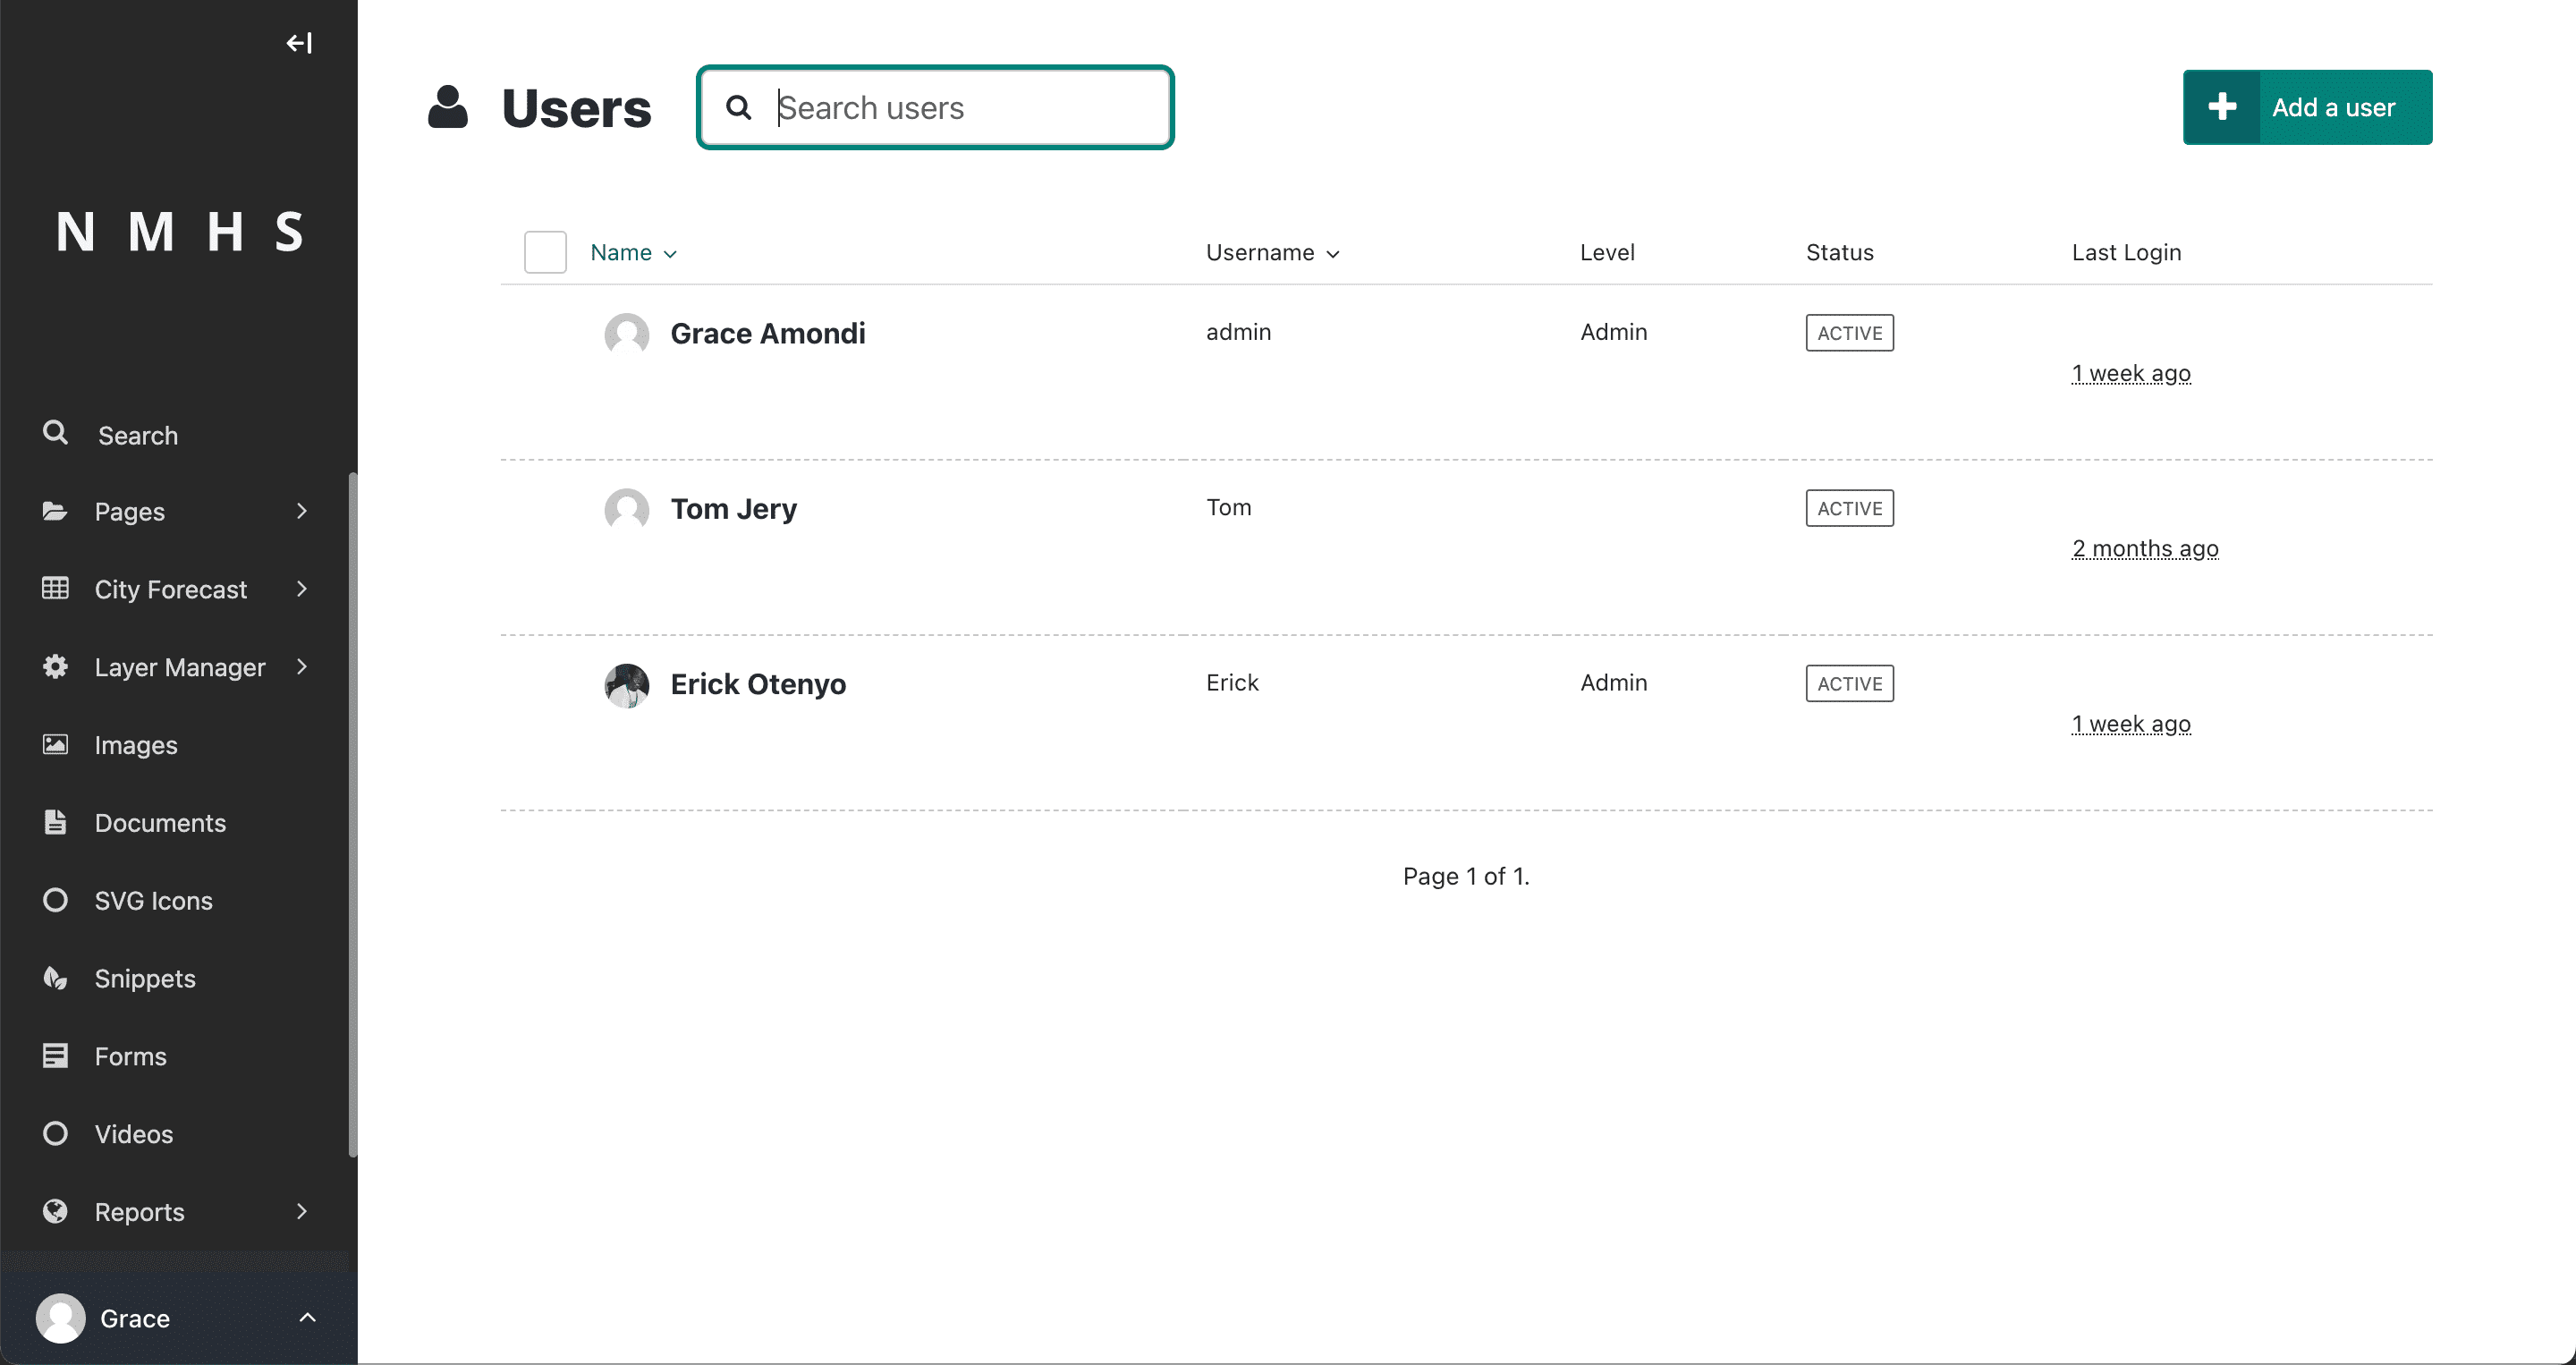 N M H S
Search
Pages
City Forecast
Layer Manager
Images
Documents
SVG Icons
Snippets
Forms
Videos
Reports
Grace
Users
Search users
Add a user
Name Username Level Status Last Login
Grace Amondi admin Admin ACTIVE
1 week ago
Tom Jery Tom ACTIVE
2 months ago
Erick Otenyo Erick Admin ACTIVE
1 week ago
Page 1 of 1.